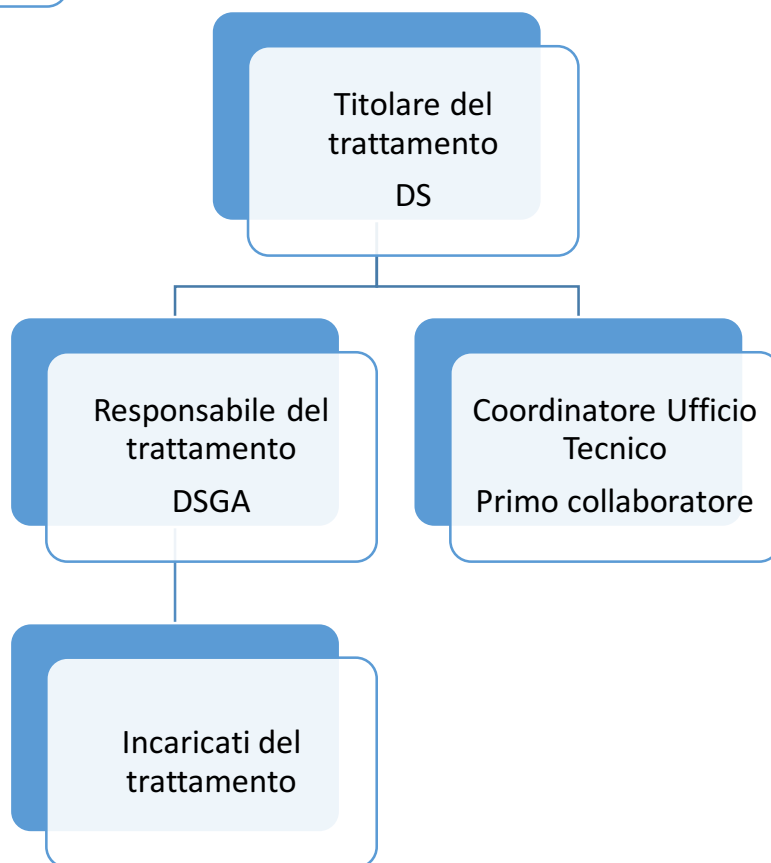 Titolare del
trattamento
DS
Responsabile del
trattamento
DSGA
Coordinatore Ufficio
Tecnico
Primo collaboratore
Incaricati del
trattamento